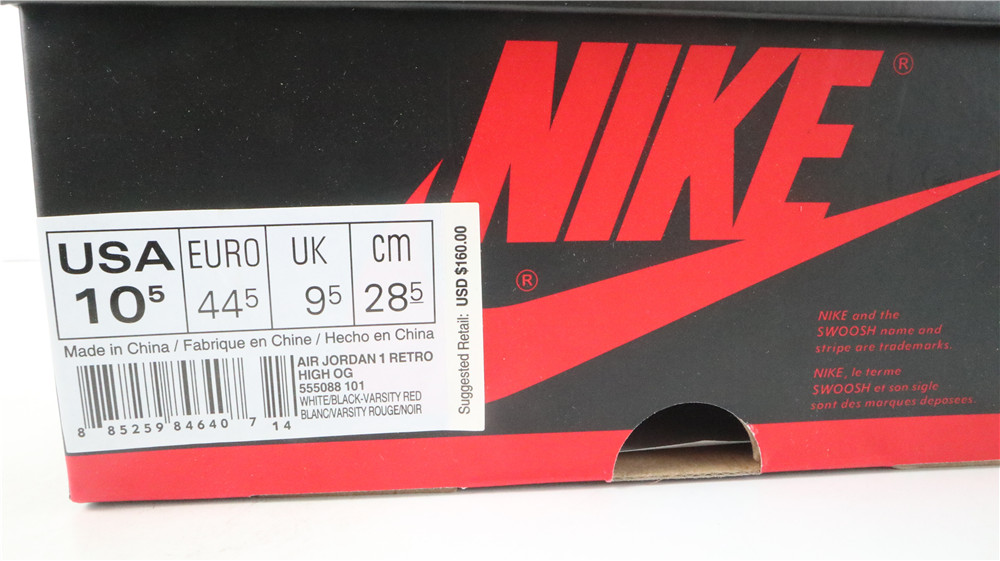 NIKE®
®
USA EURO UK cm
10⁵ 44⁵ 9⁵ 28⁵
Made in China / Fabrique en Chine / Hecho en China
AIR JORDAN 1 RETRO
HIGH OG
555088 101
WHITE/BLACK-VARSITY RED
BLANC/VARSITY ROUGE/NOIR
8 85259 84640 7 14
Suggested Retail: USD $160.00
NIKE and the
SWOOSH name and
stripe are trademarks.
NIKE, le terme
SWOOSH et son sigle
sont des marques deposees.